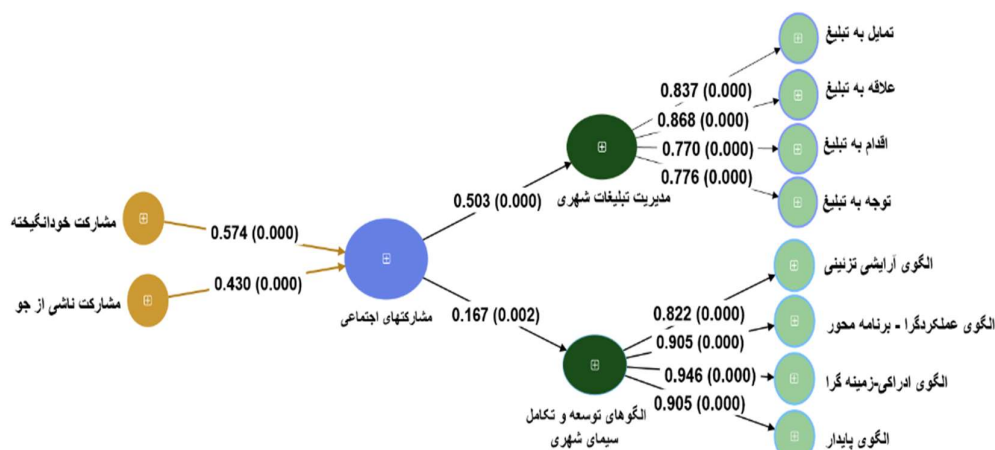 تمایل به تبلیغ
0.837 (0.000)
علاقه به تبلیغ
0.868 (0.000)
اقدام به تبلیغ
0.770 (0.000)
0.776 (0.000)
توجه به تبلیغ
مدیریت تبلیغات شهری
0.503 (0.000)
مشارکت خودانگیخته
0.574 (0.000)
0.430 (0.000)
مشارکت ناشی از جو
مشارکتهای اجتماعی
0.167 (0.002)
الگوی آرایشی تزئینی
0.822 (0.000)
الگوی عملکردگرا - برنامه محور
0.905 (0.000)
0.946 (0.000)
الگوی ادراکی-زمینه گرا
0.905 (0.000)
الگوی پایدار
الگوهای توسعه و تکامل
سیمای شهری